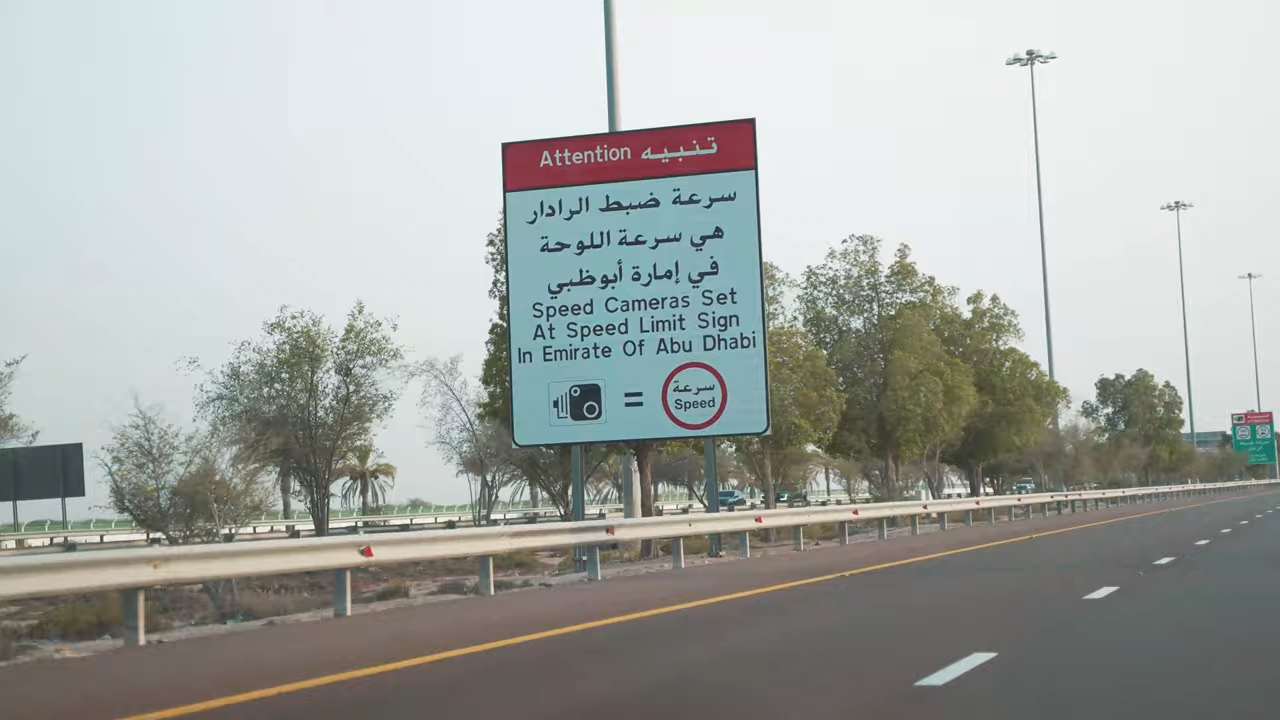 Attention تنبيه
سرعة ضبط الرادار
هي سرعة اللوحة
في إمارة أبوظبي
Speed Cameras Set
At Speed Limit Sign
In Emirate Of Abu Dhabi
=
سرعة
Speed